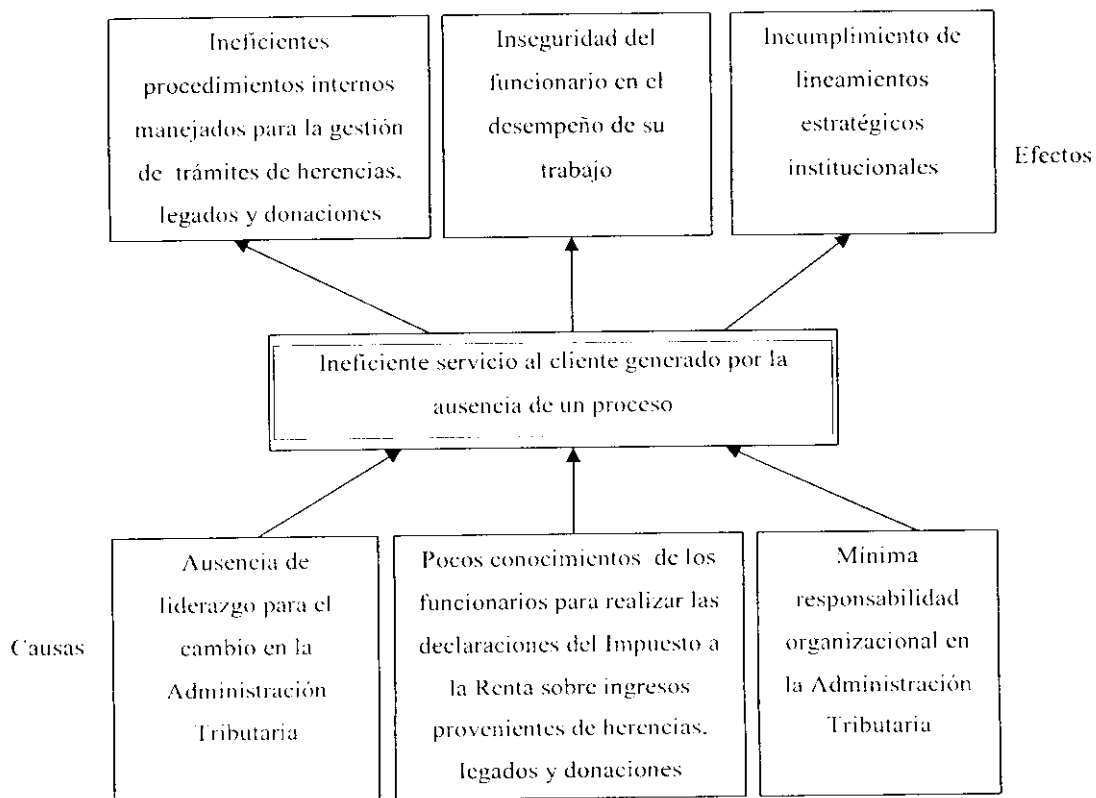 Ineficientes
procedimientos internos
manejados para la gestión
de trámites de herencias,
legados y donaciones
Inseguridad del
funcionario en el
desempeño de su
trabajo
Incumplimiento de
lineamientos
estratégicos
institucionales
Efectos
Ineficiente servicio al cliente generado por la
ausencia de un proceso
Causas
Ausencia de
liderazgo para el
cambio en la
Administración
Tributaria
Pocos conocimientos de los
funcionarios para realizar las
declaraciones del Impuesto a
la Renta sobre ingresos
provenientes de herencias,
legados y donaciones
Mínima
responsabilidad
organizacional en
la Administración
Tributaria